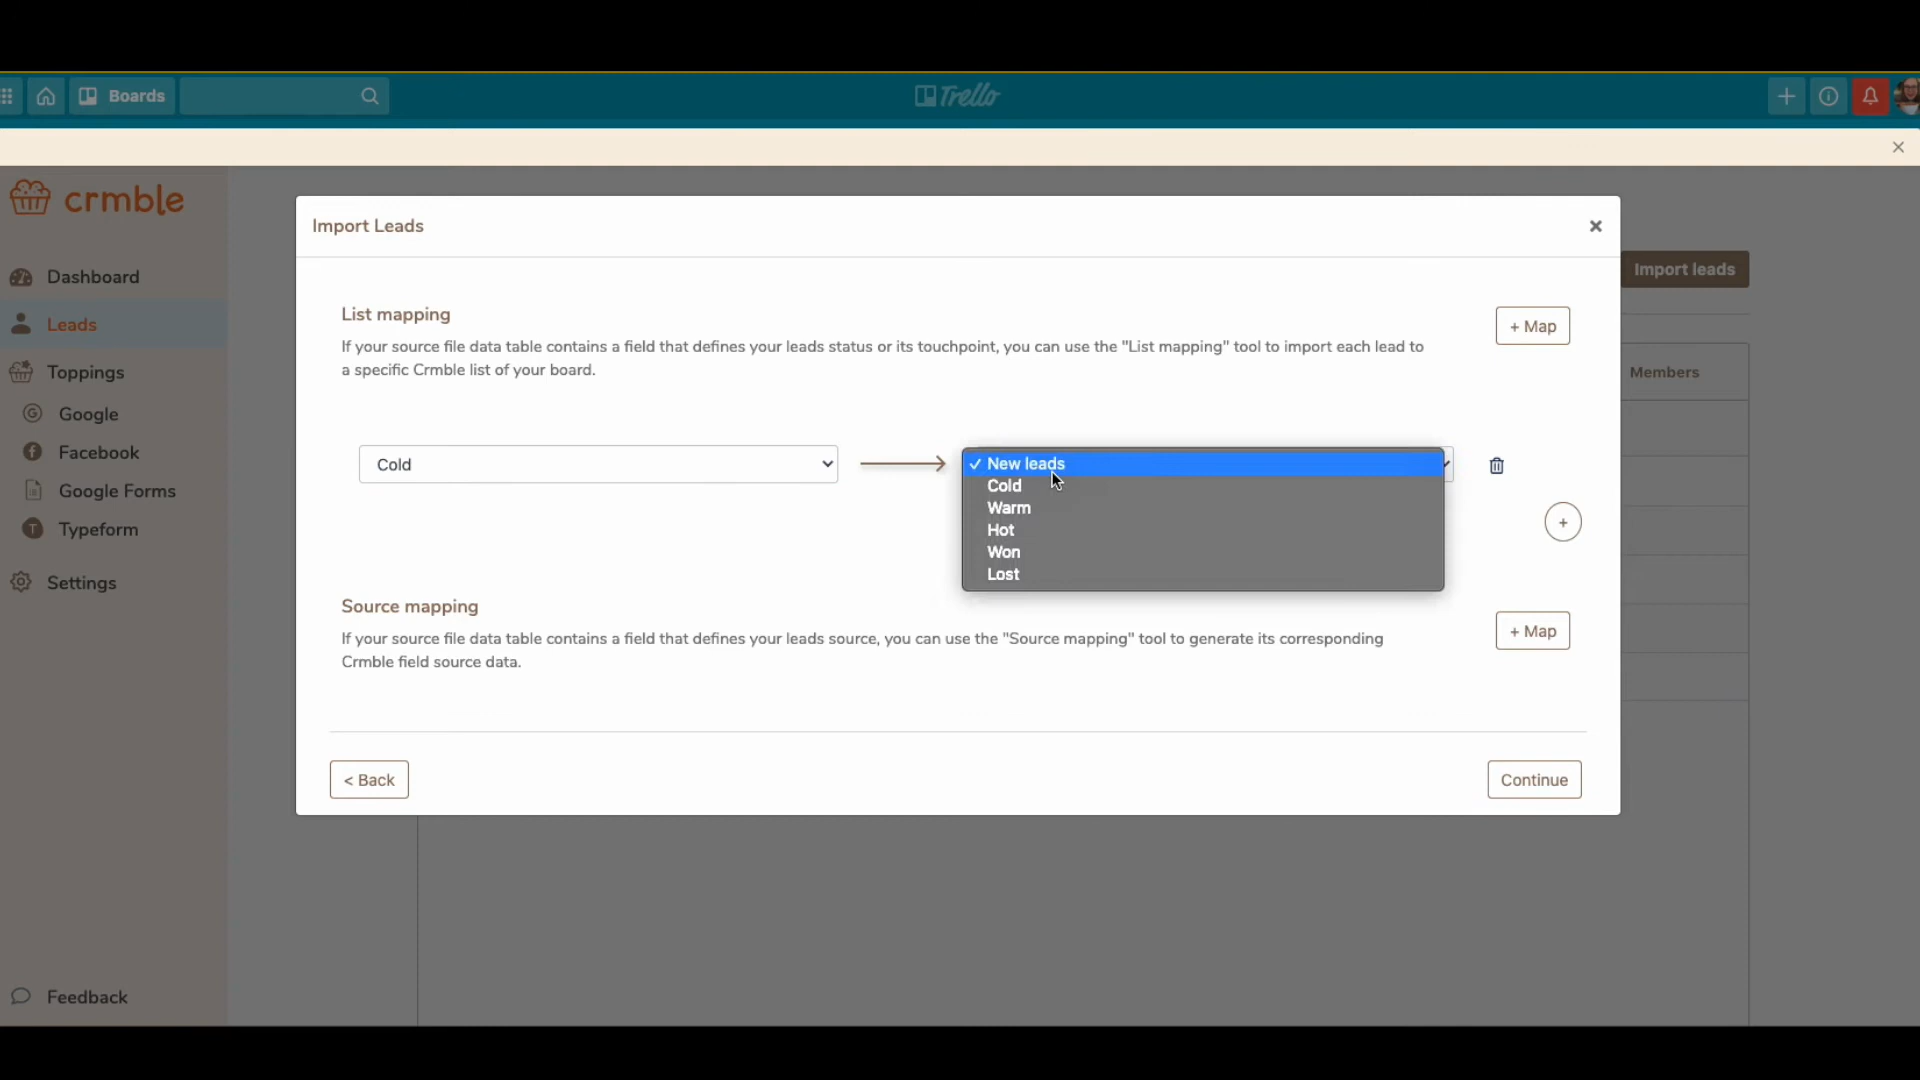 Boards
Trello
crmble
Import Leads
Import leads
Dashboard
Leads
Toppings
Google
Facebook
Google Forms
Typeform
Settings
Feedback
List mapping
+ Map
If your source file data table contains a field that defines your leads status or its touchpoint, you can use the "List mapping" tool to import each lead to
a specific Crmble list of your board.
Members
Cold
New leads
Cold
Warm
Hot
Won
Lost
Source mapping
+ Map
If your source file data table contains a field that defines your leads source, you can use the "Source mapping" tool to generate its corresponding
Crmble field source data.
< Back
Continue